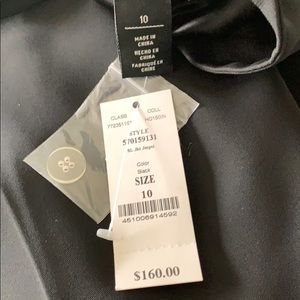 10
MADE IN
CHINA
HECHO EN
CHINA
FABRIQUÉ EN
CHINE
CLASS
COLL
STYLE
570159131
Color
Black
SIZE
10
451006914592
$160.00